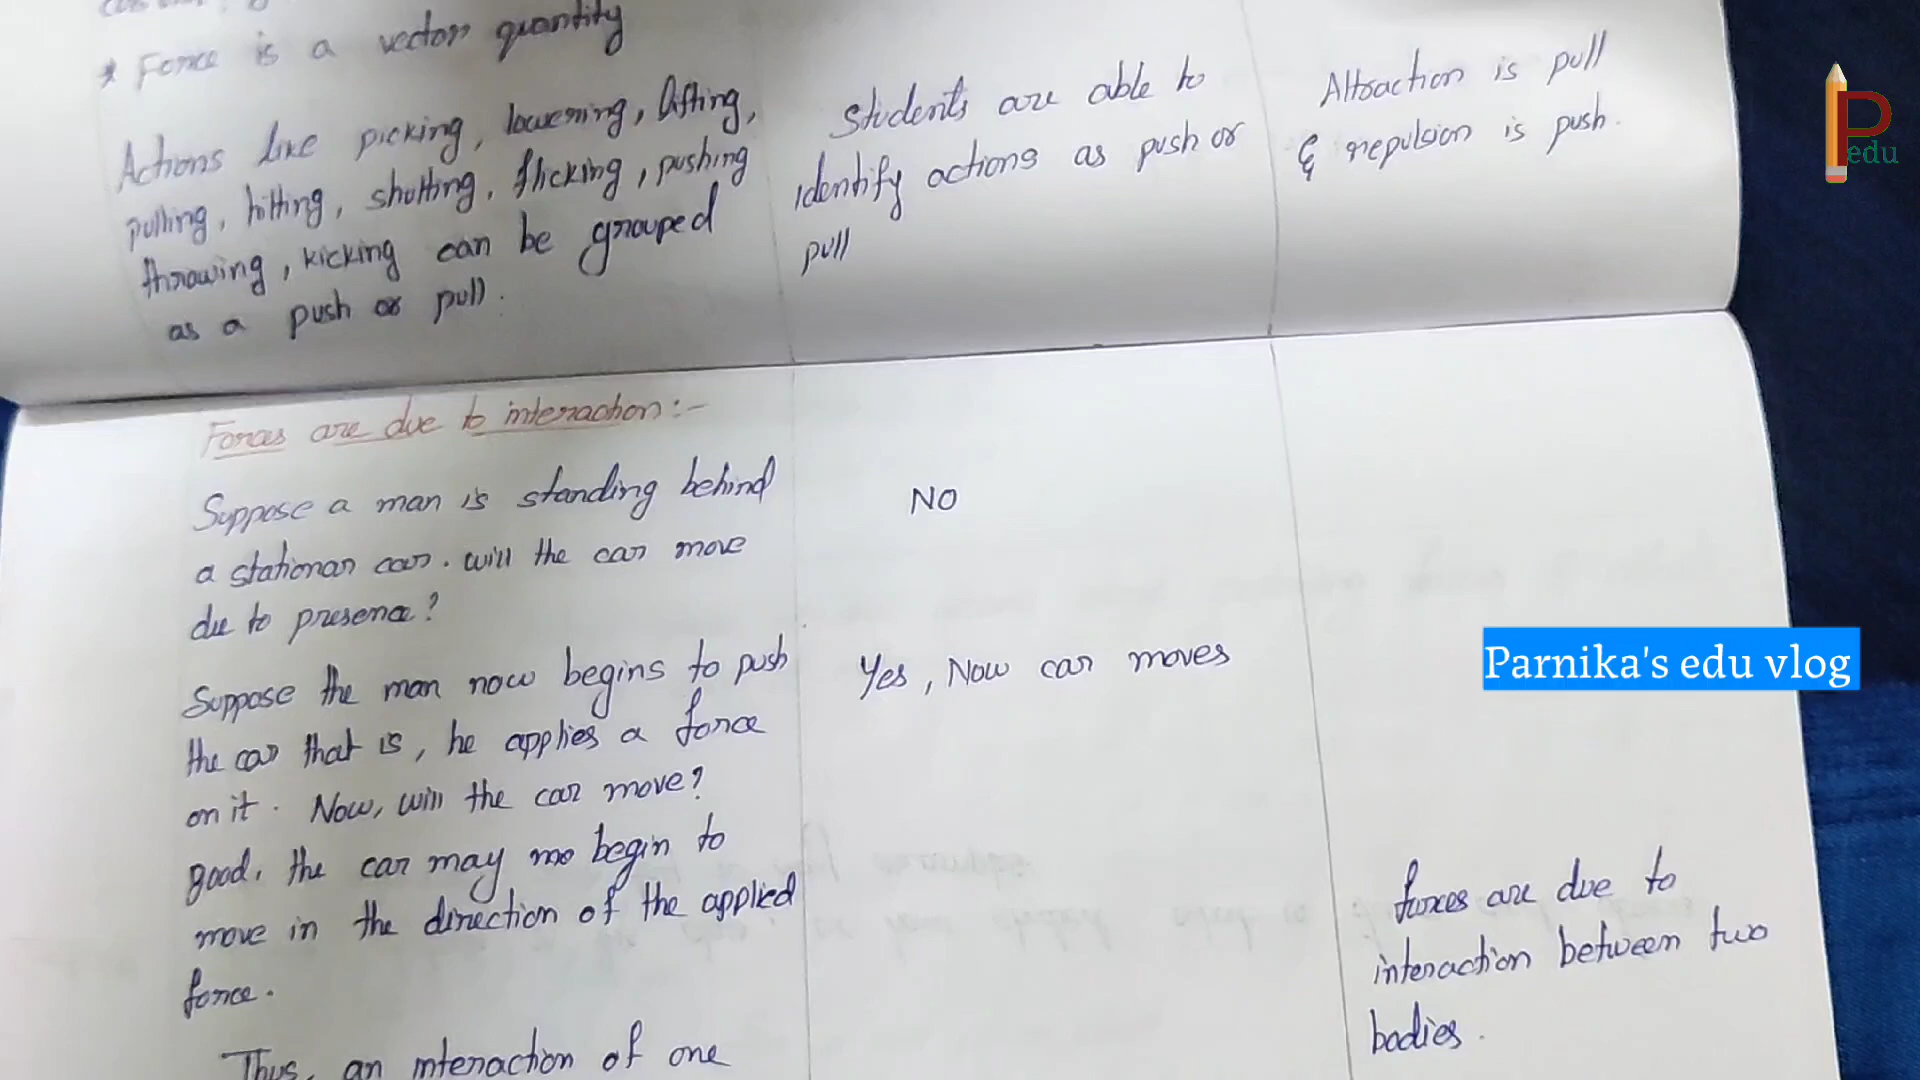 * Force is a vector quantity
Actions like picking, lowering, lifting,
pulling, hitting, shutting, flicking, pushing
throwing, kicking can be grouped
as a push or pull.
Students are able to
identify actions as push or
pull
Attraction is pull
& repulsion is push.
Forces are due to interaction:-
Suppose a man is standing behind
a stationar car. will the car move
due to presence?
NO
Suppose the man now begins to push
the car that is, he applies a force
on it. Now, will the car move?
good, the car may mo begin to
move in the direction of the applied
force.
Thus, an interaction of one
Yes, Now car moves
forces are due to
interaction between two
bodies.
P
edu
Parnika's edu vlog